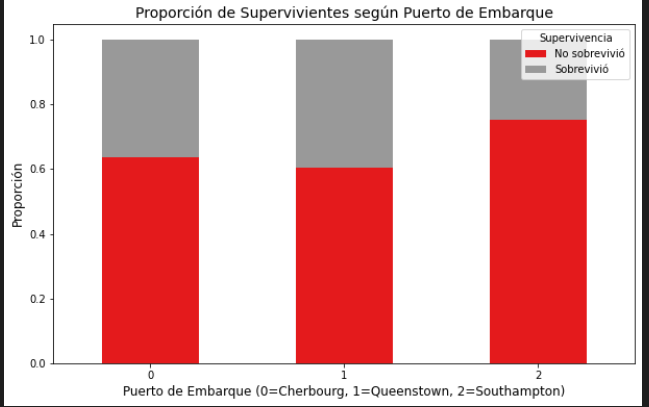 Proporción de Supervivientes según Puerto de Embarque
Supervivencia
No sobrevivió
Sobrevivió
Proporción
1.0
0.8
0.6
0.4
0.2
0.0
0 1 2
Puerto de Embarque (0=Cherbourg, 1=Queenstown, 2=Southampton)